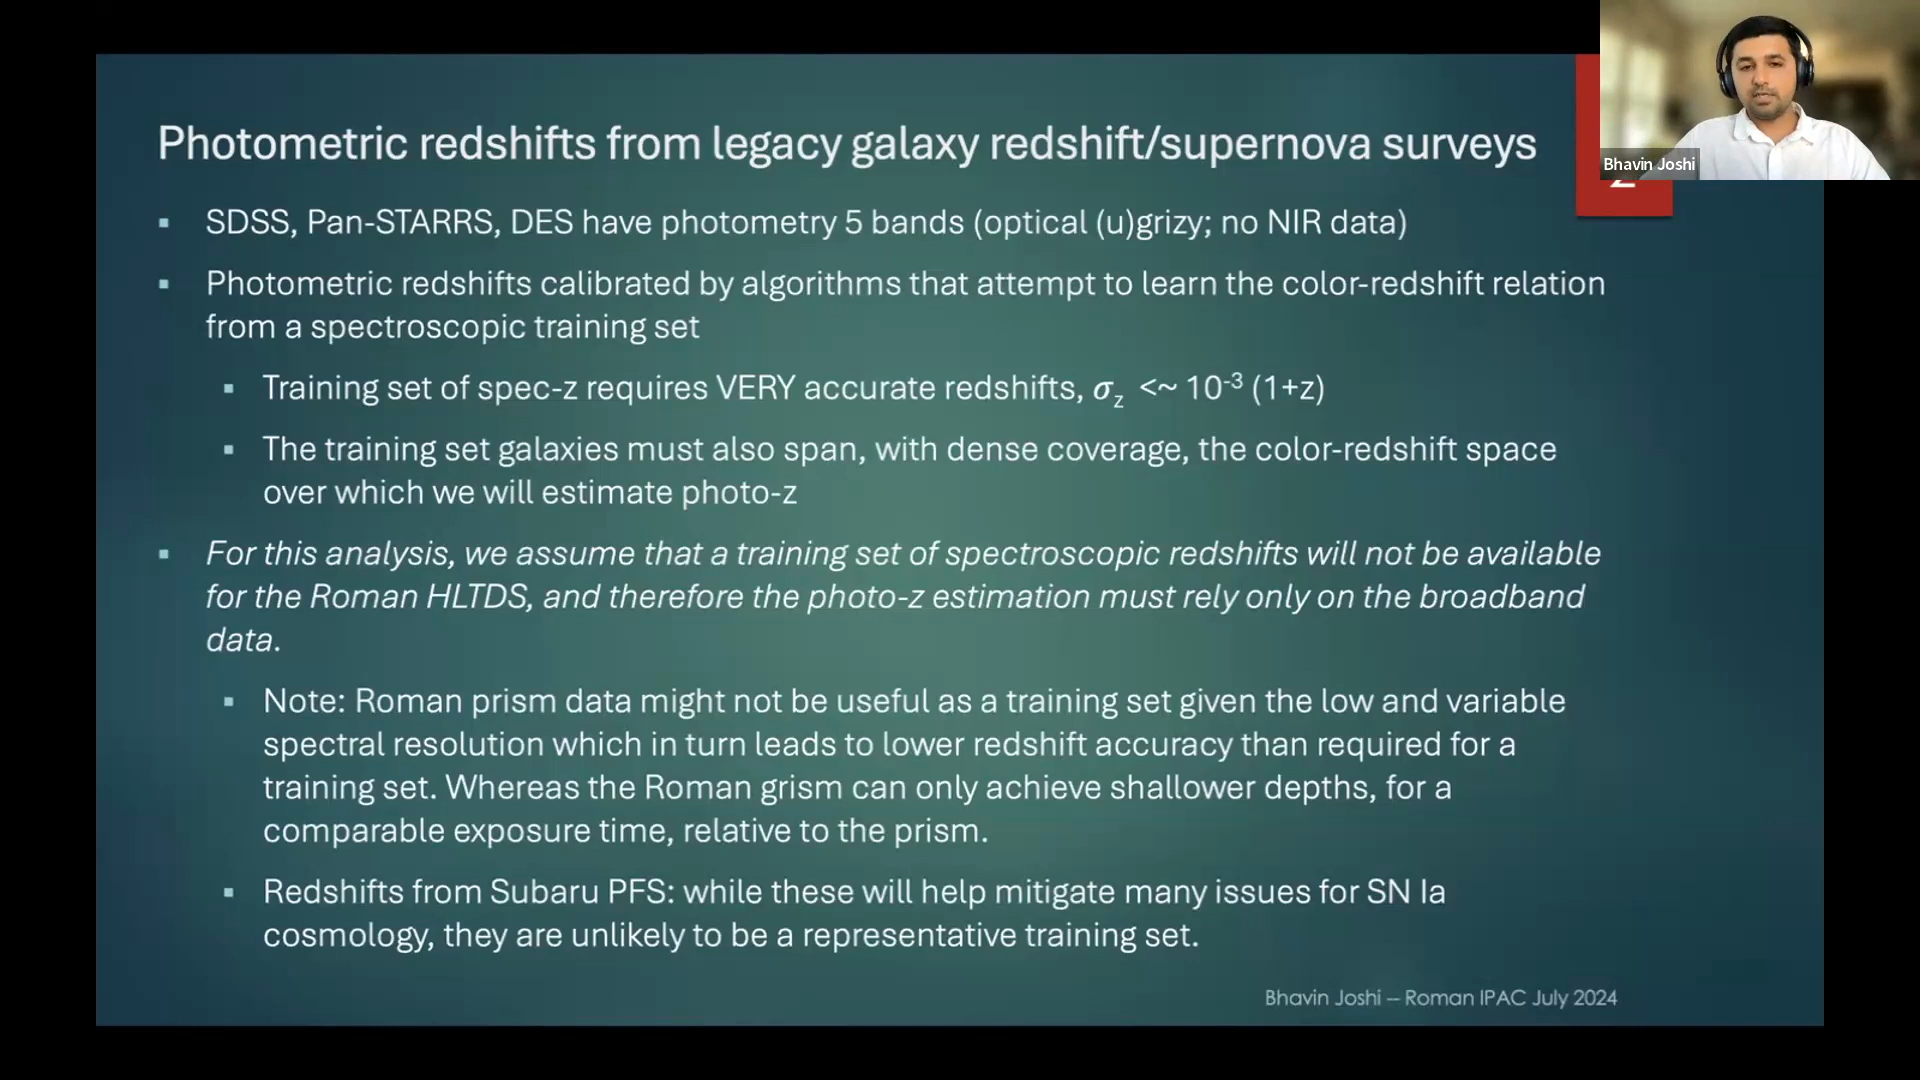 Photometric redshifts from legacy galaxy redshift/supernova surveys
Bhavin Joshi
▪ SDSS, Pan-STARRS, DES have photometry 5 bands (optical (u)grizy; no NIR data)
▪ Photometric redshifts calibrated by algorithms that attempt to learn the color-redshift relation
from a spectroscopic training set
▪ Training set of spec-z requires VERY accurate redshifts, σz <~ 10-3 (1+z)
▪ The training set galaxies must also span, with dense coverage, the color-redshift space
over which we will estimate photo-z
▪ For this analysis, we assume that a training set of spectroscopic redshifts will not be available
for the Roman HLTDS, and therefore the photo-z estimation must rely only on the broadband
data.
▪ Note: Roman prism data might not be useful as a training set given the low and variable
spectral resolution which in turn leads to lower redshift accuracy than required for a
training set. Whereas the Roman grism can only achieve shallower depths, for a
comparable exposure time, relative to the prism.
▪ Redshifts from Subaru PFS: while these will help mitigate many issues for SN Ia
cosmology, they are unlikely to be a representative training set.
Bhavin Joshi -- Roman IPAC July 2024